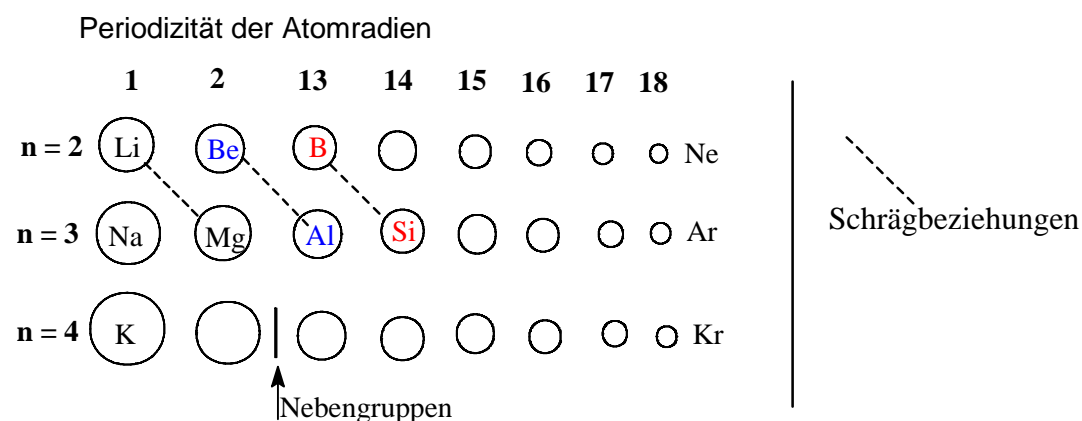 Periodizität der Atomradien
1 2 13 14 15 16 17 18
n = 2 Li Be B Ne
n = 3 Na Mg Al Si Ar
Schrägbeziehungen
n = 4 K Kr
Nebengruppen